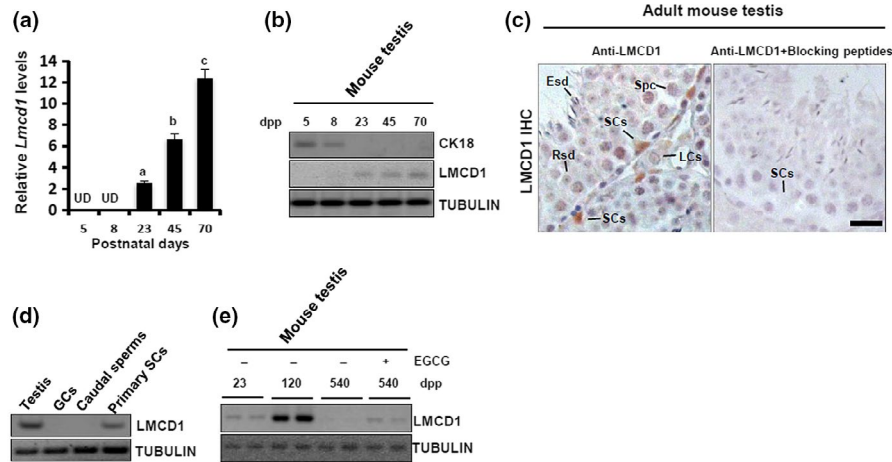 (a)
Relative Lmcd1 levels
14
12
10
8
6
4
2
0
UD
UD
a
b
c
5 8 23 45 70
Postnatal days
(b)
Mouse testis
dpp 5 8 23 45 70
CK18
LMCD1
TUBULIN
(c)
Adult mouse testis
Anti-LMCD1
Anti-LMCD1+Blocking peptides
LMCD1 IHC
Esd
Spc
SCs
Rsd
LCs
SCs
SCs
(d)
Testis
GCs
Caudal sperms
Primary SCs
LMCD1
TUBULIN
(e)
Mouse testis
– – – + EGCG
23 120 540 540 dpp
LMCD1
TUBULIN